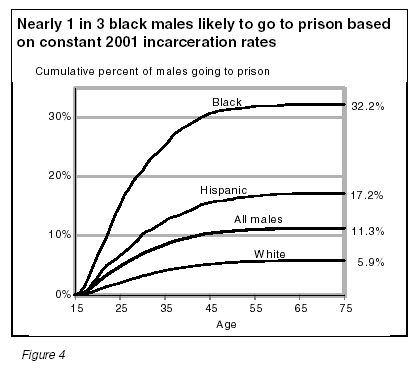 Nearly 1 in 3 black males likely to go to prison based
on constant 2001 incarceration rates
Cumulative percent of males going to prison
30%
20%
10%
0%
Black
32.2%
Hispanic
17.2%
All males
11.3%
White
5.9%
15 25 35 45 55 65 75
Age
Figure 4